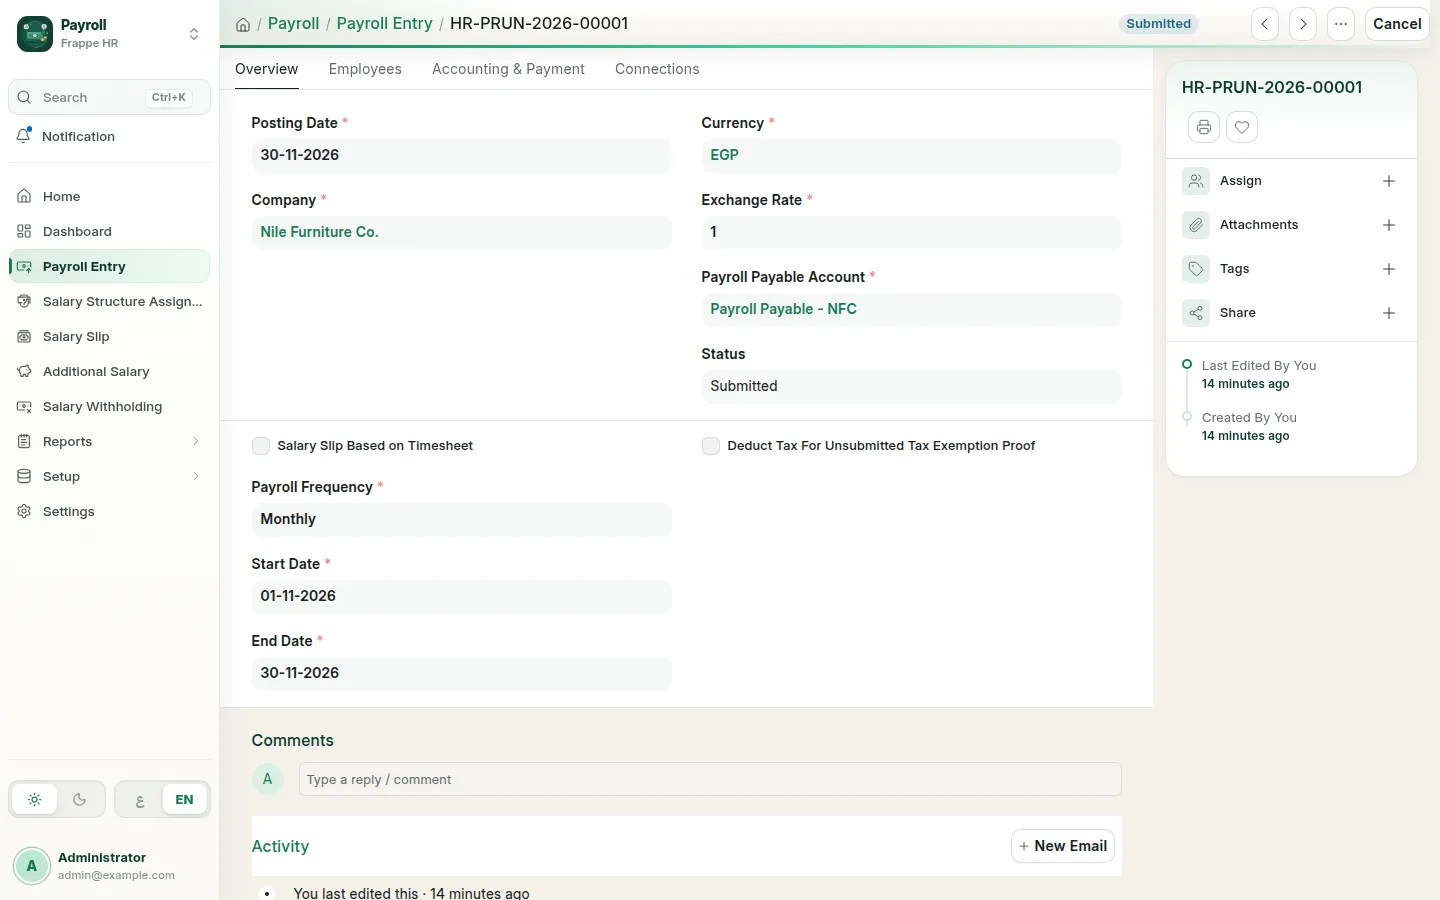 Payroll
Frappe HR
Search
Ctrl+K
Notification
Home
Dashboard
Payroll Entry
Salary Structure Assign...
Salary Slip
Additional Salary
Salary Withholding
Reports
Setup
Settings
ع
EN
A
Administrator
admin@example.com
/ Payroll / Payroll Entry / HR-PRUN-2026-00001
Submitted
Cancel
Overview
Employees
Accounting & Payment
Connections
Posting Date *
30-11-2026
Company *
Nile Furniture Co.
Currency *
EGP
Exchange Rate *
1
Payroll Payable Account *
Payroll Payable - NFC
Status
Submitted
Salary Slip Based on Timesheet
Deduct Tax For Unsubmitted Tax Exemption Proof
Payroll Frequency *
Monthly
Start Date *
01-11-2026
End Date *
30-11-2026
Comments
A
Type a reply / comment
Activity
+ New Email
You last edited this · 14 minutes ago
HR-PRUN-2026-00001
Assign
Attachments
Tags
Share
Last Edited By You
14 minutes ago
Created By You
14 minutes ago